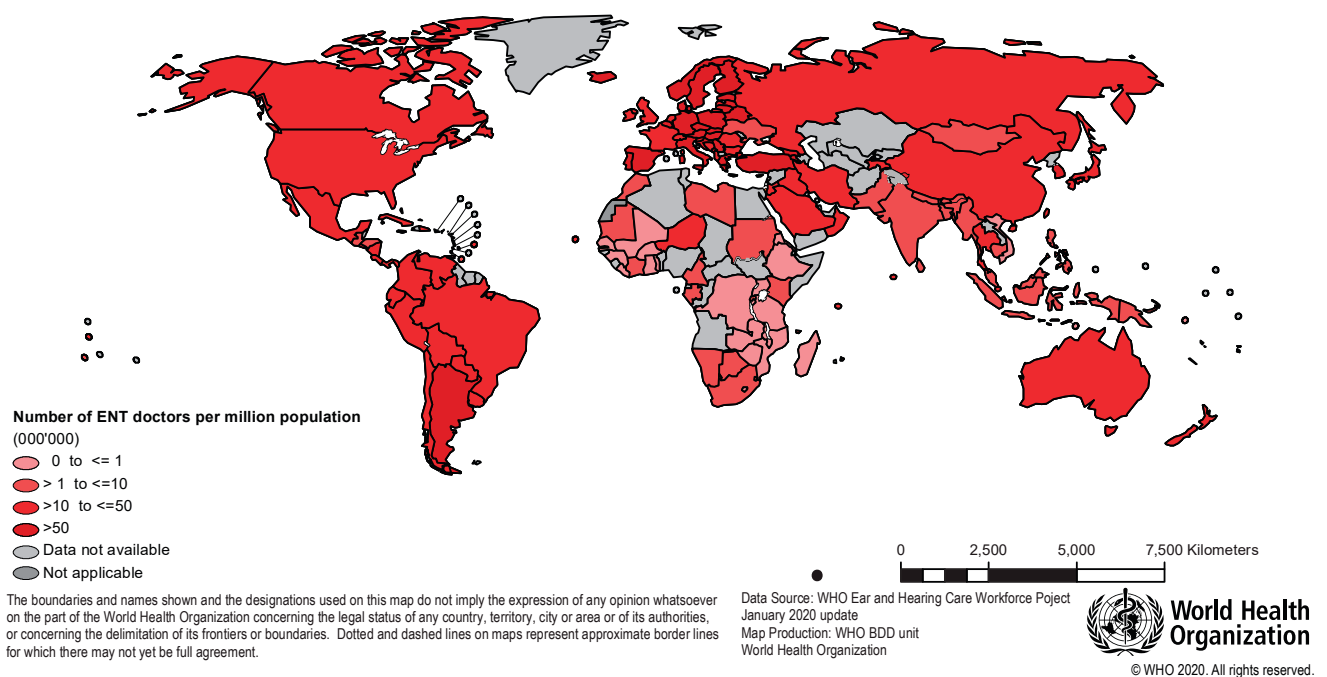 Number of ENT doctors per million population
(000'000)
0 to <= 1
> 1 to <=10
>10 to <=50
>50
Data not available
Not applicable
0 2,500 5,000 7,500 Kilometers
The boundaries and names shown and the designations used on this map do not imply the expression of any opinion whatsoever
on the part of the World Health Organization concerning the legal status of any country, territory, city or area or of its authorities,
or concerning the delimitation of its frontiers or boundaries. Dotted and dashed lines on maps represent approximate border lines
for which there may not yet be full agreement.
Data Source: WHO Ear and Hearing Care Workforce Poject
January 2020 update
Map Production: WHO BDD unit
World Health Organization
World Health
Organization
© WHO 2020. All rights reserved.